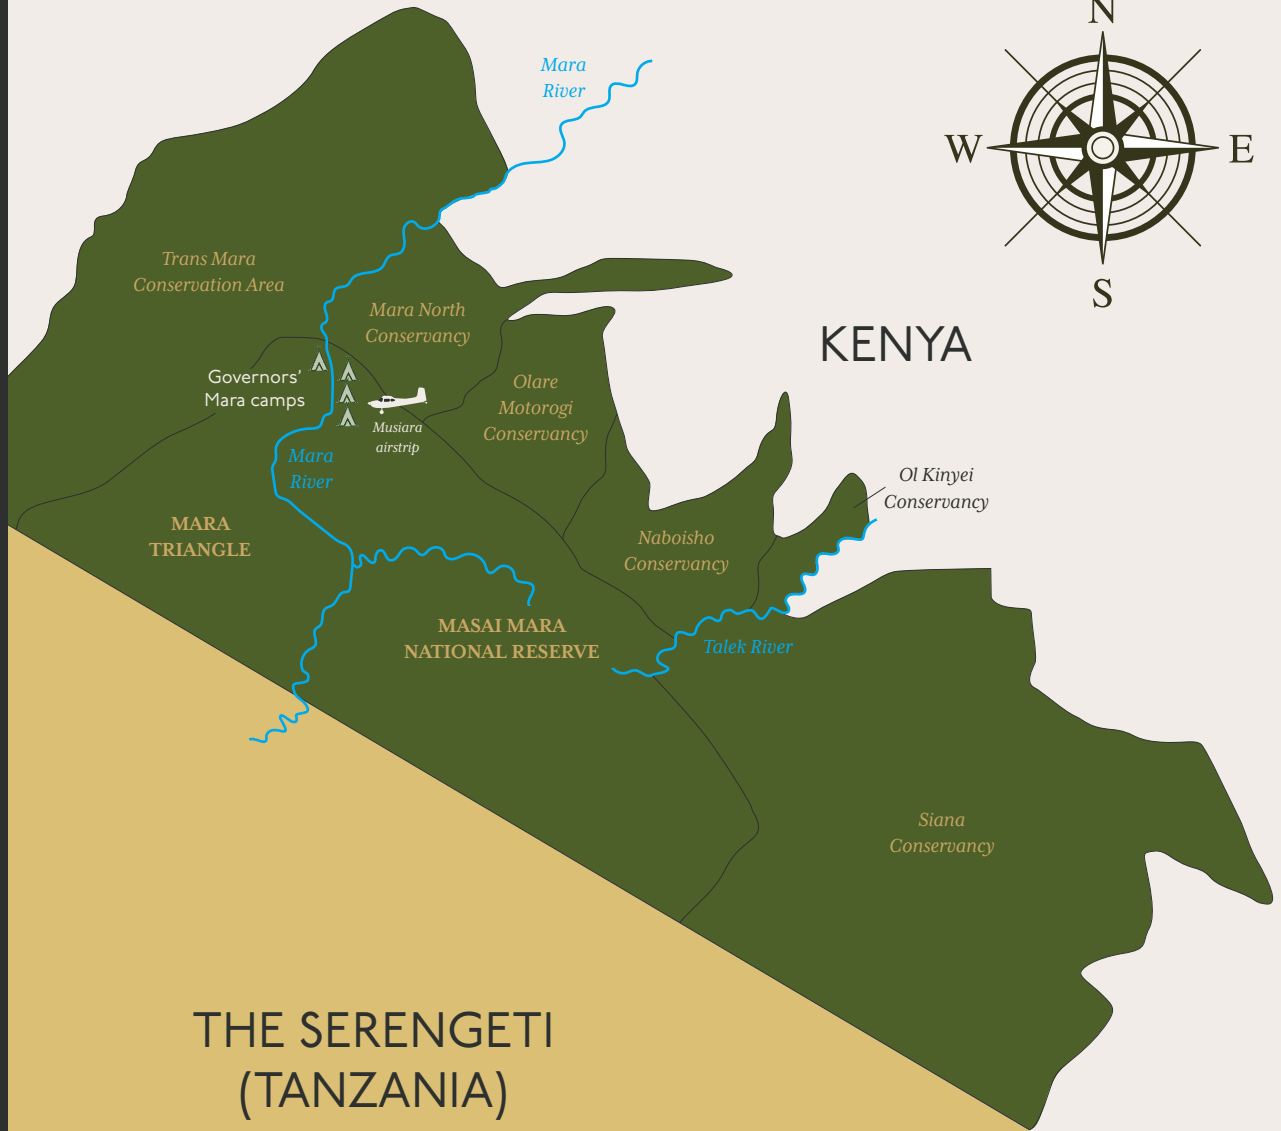 N
Mara
River
W
E
S
Trans Mara
Conservation Area
Mara North
Conservancy
KENYA
Governors'
Mara camps
Olare
Motorogi
Conservancy
Musiara
airstrip
Mara
River
Ol Kinyei
Conservancy
MARA
TRIANGLE
Naboisho
Conservancy
MASAI MARA
NATIONAL RESERVE
Talek River
Siana
Conservancy
THE SERENGETI
(TANZANIA)